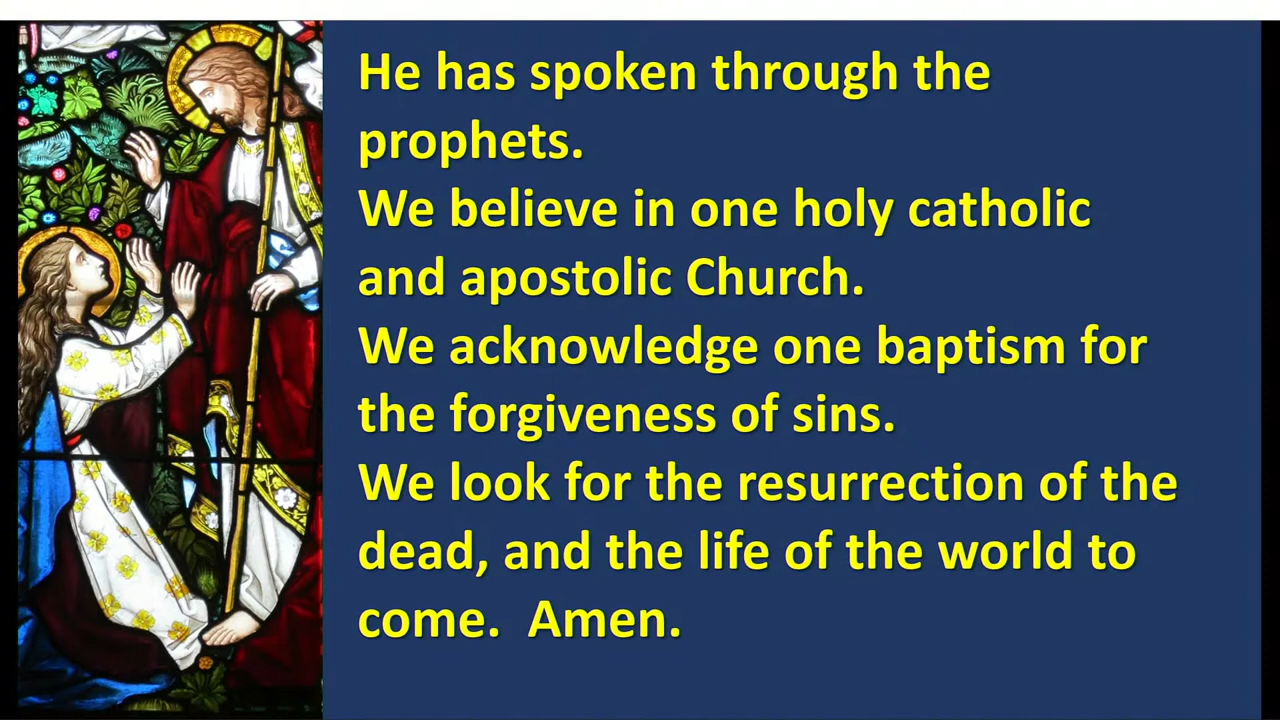 He has spoken through the
prophets.
We believe in one holy catholic
and apostolic Church.
We acknowledge one baptism for
the forgiveness of sins.
We look for the resurrection of the
dead, and the life of the world to
come.  Amen.